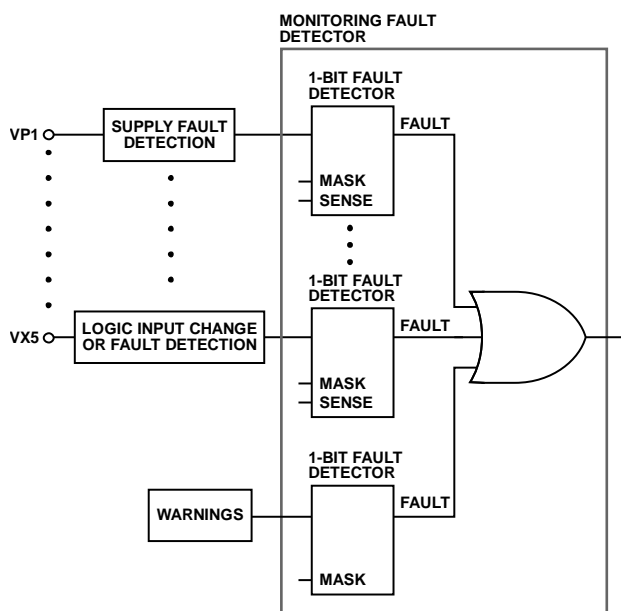 MONITORING FAULT
DETECTOR
1-BIT FAULT
DETECTOR
FAULT
VP1
SUPPLY FAULT
DETECTION
MASK
SENSE
1-BIT FAULT
DETECTOR
FAULT
VX5
LOGIC INPUT CHANGE
OR FAULT DETECTION
MASK
SENSE
1-BIT FAULT
DETECTOR
FAULT
WARNINGS
MASK